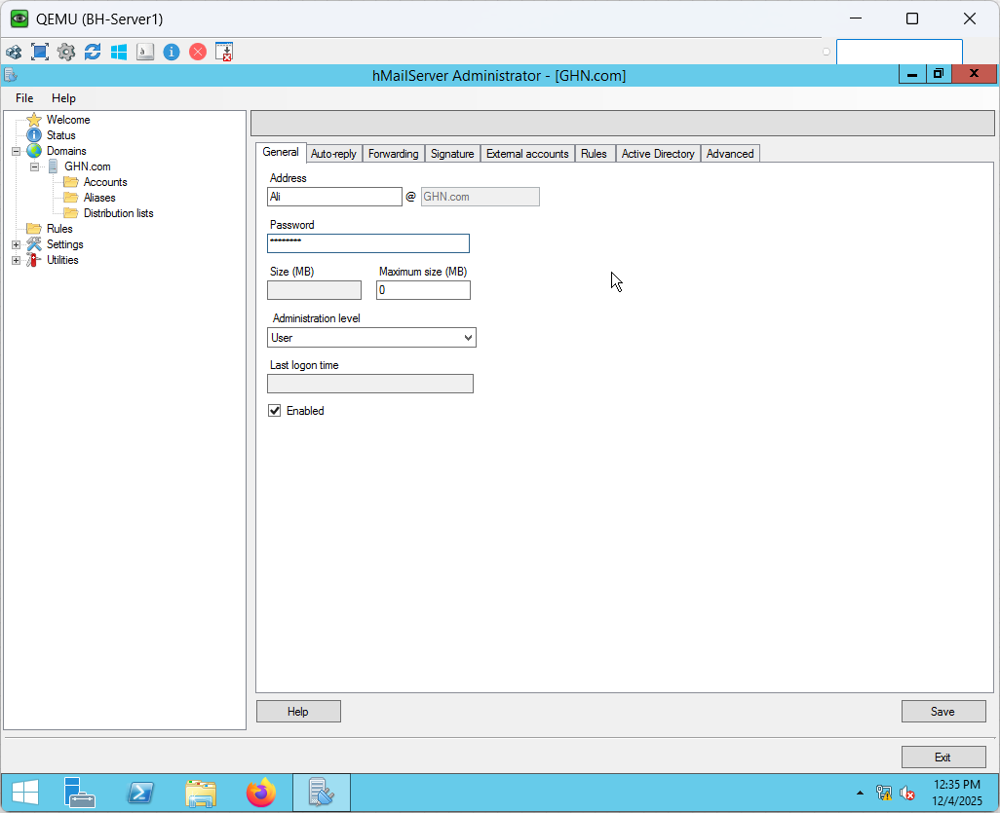 QEMU (BH-Server1)
hMailServer Administrator - [GHN.com]
File Help
Welcome
Status
Domains
GHN.com
Accounts
Aliases
Distribution lists
Rules
Settings
Utilities
General Auto-reply Forwarding Signature External accounts Rules Active Directory Advanced
Address
Ali @ GHN.com
Password
********
Size (MB) Maximum size (MB)
0
Administration level
User
Last logon time
Enabled
Help Save
Exit
12:35 PM
12/4/2025